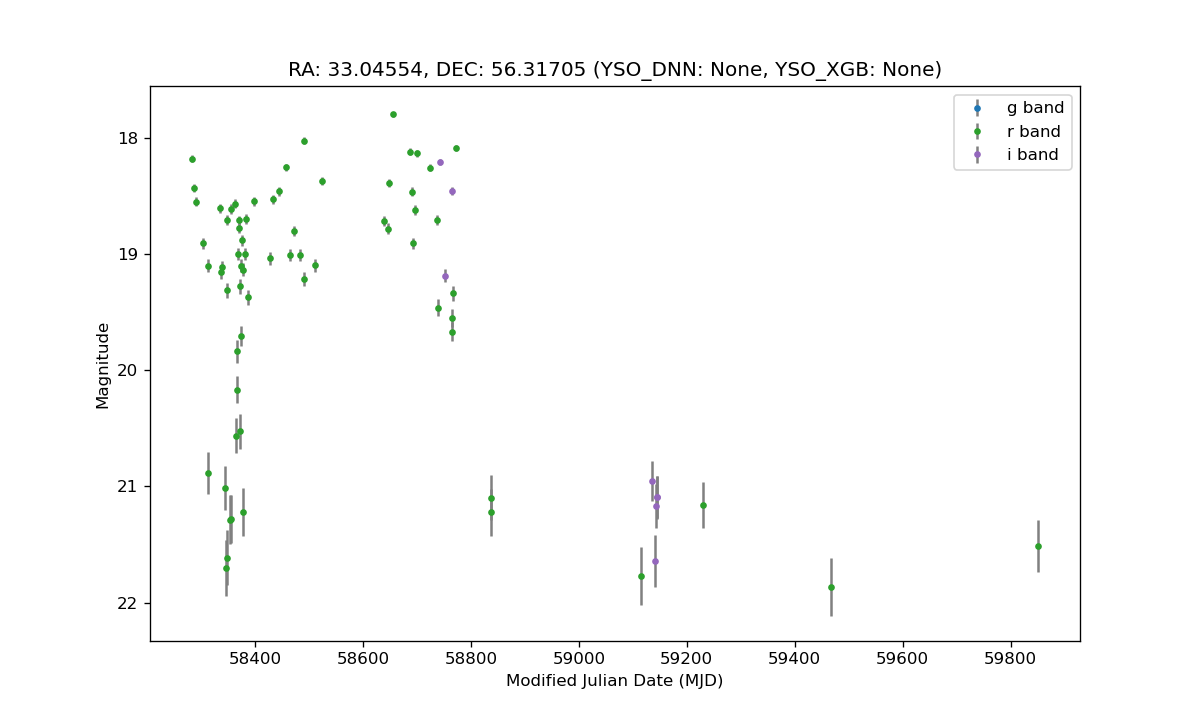 RA: 33.04554, DEC: 56.31705 (YSO_DNN: None, YSO_XGB: None)
g band
r band
i band
18
19
20
21
22
Magnitude
58400 58600 58800 59000 59200 59400 59600 59800
Modified Julian Date (MJD)